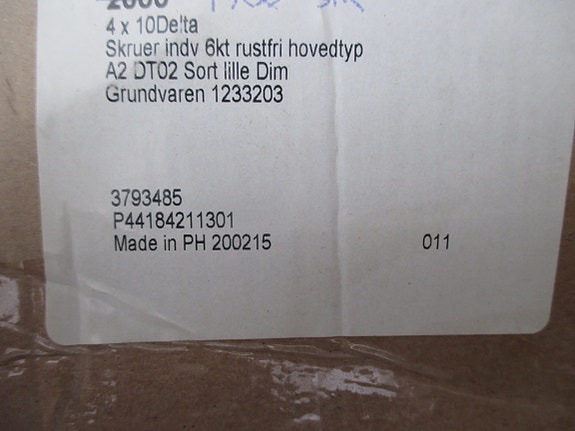 2000
4 x 10Delta
Skruer indv 6kt rustfri hovedtyp
A2 DT02 Sort lille Dim
Grundvaren 1233203
3793485
P44184211301
Made in PH 200215 011